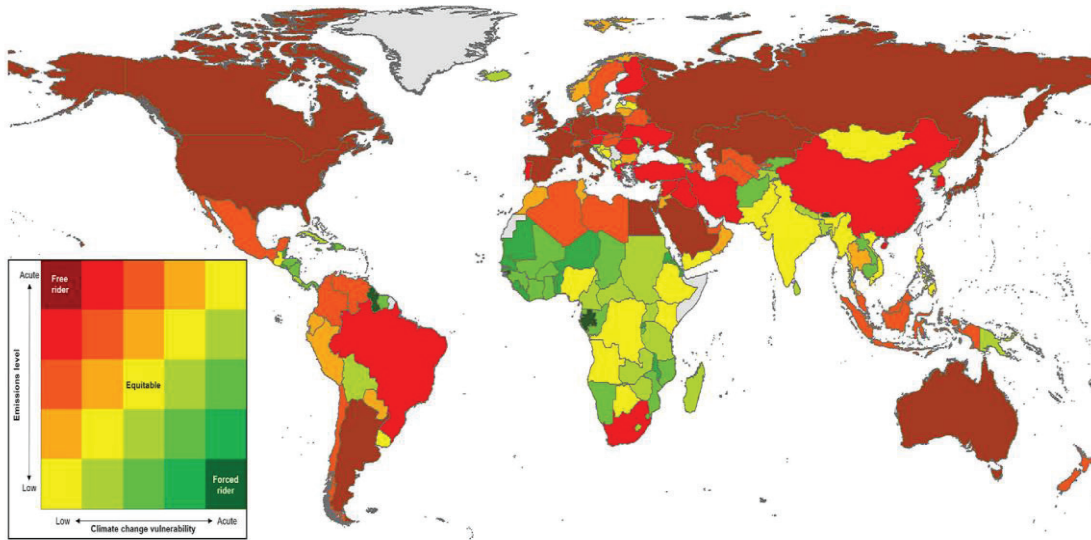 Acute
Free
rider
Equitable
Emissions level
Forced
rider
Low
Low
Acute
Climate change vulnerability